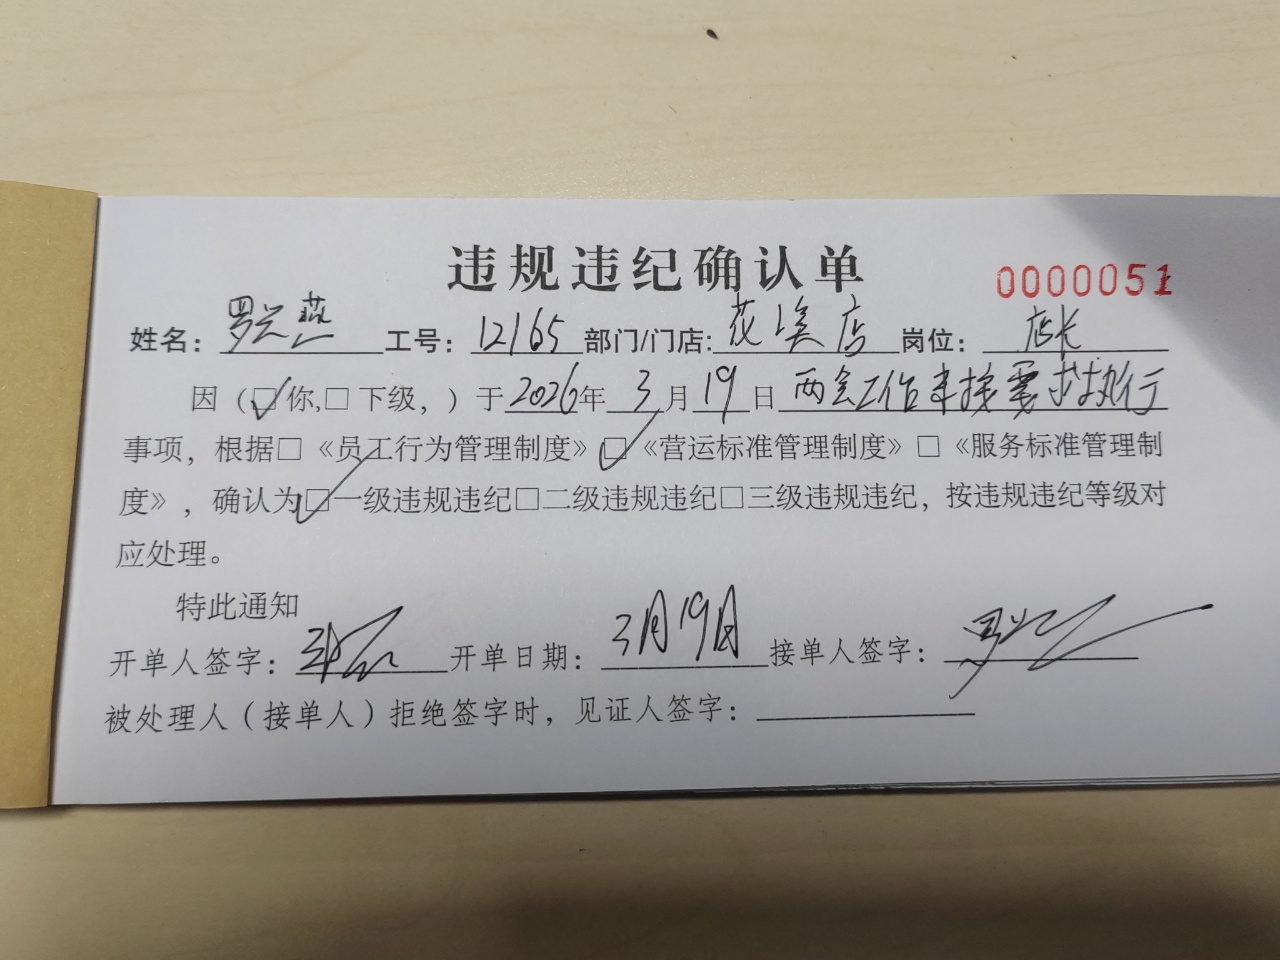 违规违纪确认单
0000051
姓名：罗兴燕 工号：12165 部门/门店:花溪店 岗位：店长
因（☑你,□下级，）于2026年3月19日 两会工作未按要求执行
事项，根据□《员工行为管理制度》☑《营运标准管理制度》□《服务标准管理制
度》，确认为☑一级违规违纪□二级违规违纪□三级违规违纪，按违规违纪等级对
应处理。
特此通知
开单人签字： 开单日期：3月19日 接单人签字：罗兴
被处理人（接单人）拒绝签字时，见证人签字：